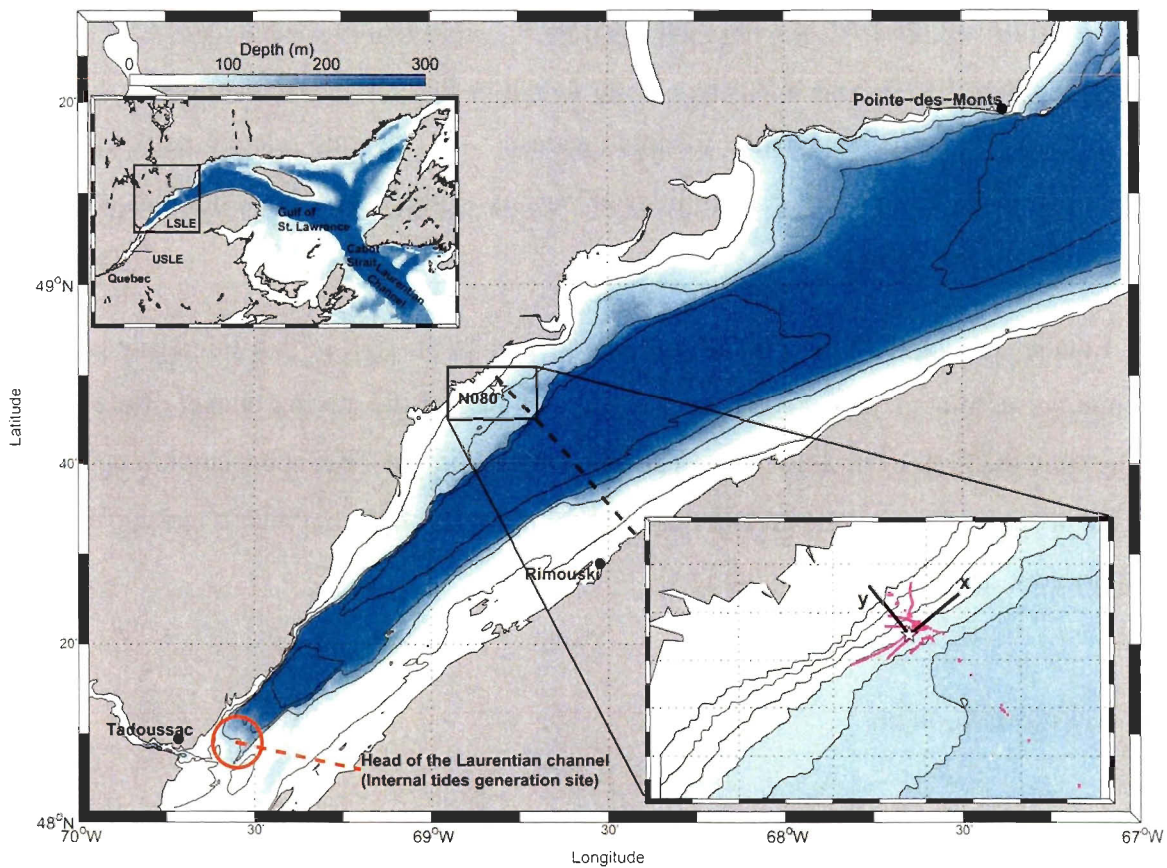 Depth (m)
0 100 200 300
Pointe-des-Monts
20'
LSLE
Gulf of
St. Lawrence
USLE
Cabot
Strait
Laurentian
Channel
Quebec
49°N
N080
Latitude
40'
Rimouski
x
y
20'
Tadoussac
Head of the Laurentian channel
(Internal tides generation site)
48°N
70°W 30' 69°W 30' 68°W 30' 67°W
Longitude